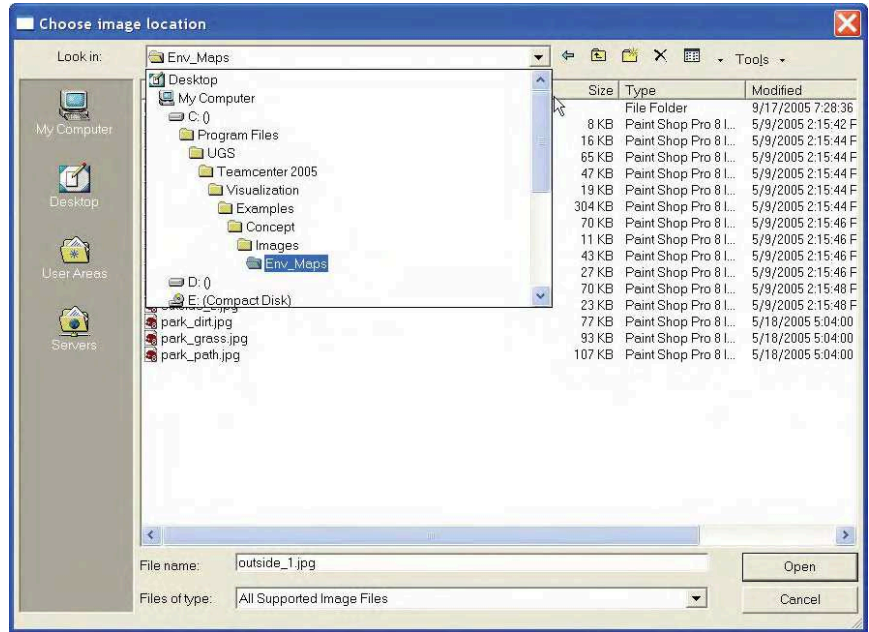 Choose image location
Look in: Env_Maps Tools
Desktop
My Computer
C: ()
Program Files
UGS
Teamcenter 2005
Visualization
Examples
Concept
Images
Env_Maps
D: ()
E: (Compact Disk)
My Computer
Desktop
User Areas
Servers
Size Type Modified
File Folder 9/17/2005 7:28:36
8 KB Paint Shop Pro 8 I... 5/9/2005 2:15:42 P
16 KB Paint Shop Pro 8 I... 5/9/2005 2:15:44 P
65 KB Paint Shop Pro 8 I... 5/9/2005 2:15:44 P
47 KB Paint Shop Pro 8 I... 5/9/2005 2:15:44 P
19 KB Paint Shop Pro 8 I... 5/9/2005 2:15:44 P
304 KB Paint Shop Pro 8 I... 5/9/2005 2:15:44 P
70 KB Paint Shop Pro 8 I... 5/9/2005 2:15:46 P
11 KB Paint Shop Pro 8 I... 5/9/2005 2:15:46 P
43 KB Paint Shop Pro 8 I... 5/9/2005 2:15:46 P
27 KB Paint Shop Pro 8 I... 5/9/2005 2:15:46 P
70 KB Paint Shop Pro 8 I... 5/9/2005 2:15:48 P
23 KB Paint Shop Pro 8 I... 5/9/2005 2:15:48 P
park_dirt.jpg 77 KB Paint Shop Pro 8 I... 5/18/2005 5:04:00
park_grass.jpg 93 KB Paint Shop Pro 8 I... 5/18/2005 5:04:00
park_path.jpg 107 KB Paint Shop Pro 8 I... 5/18/2005 5:04:00
File name: outside_1.jpg Open
Files of type: All Supported Image Files Cancel